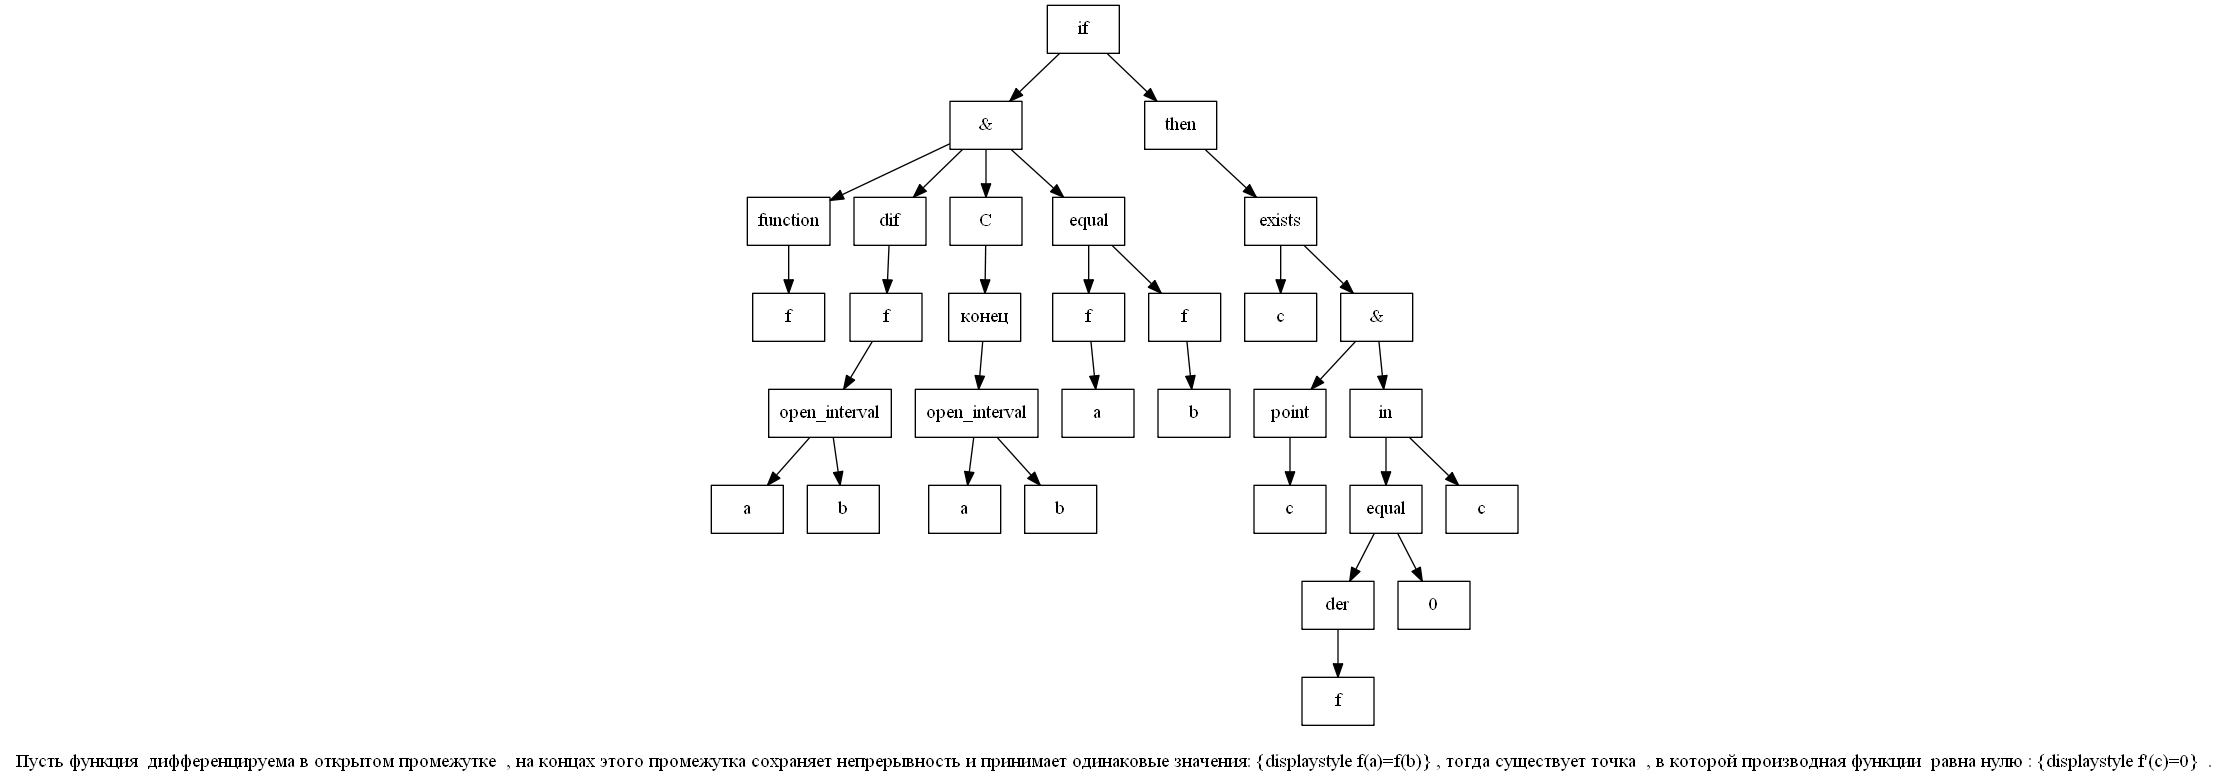 if
& then
function dif C equal exists
f f конец f f c &
open_interval open_interval a b point in
a b a b c equal c
der 0
f
Пусть функция дифференцируема в открытом промежутке , на концах этого промежутка сохраняет непрерывность и принимает одинаковые значения: {displaystyle f(a)=f(b)} , тогда существует точка , в которой производная функции равна нулю : {displaystyle f'(c)=0} .